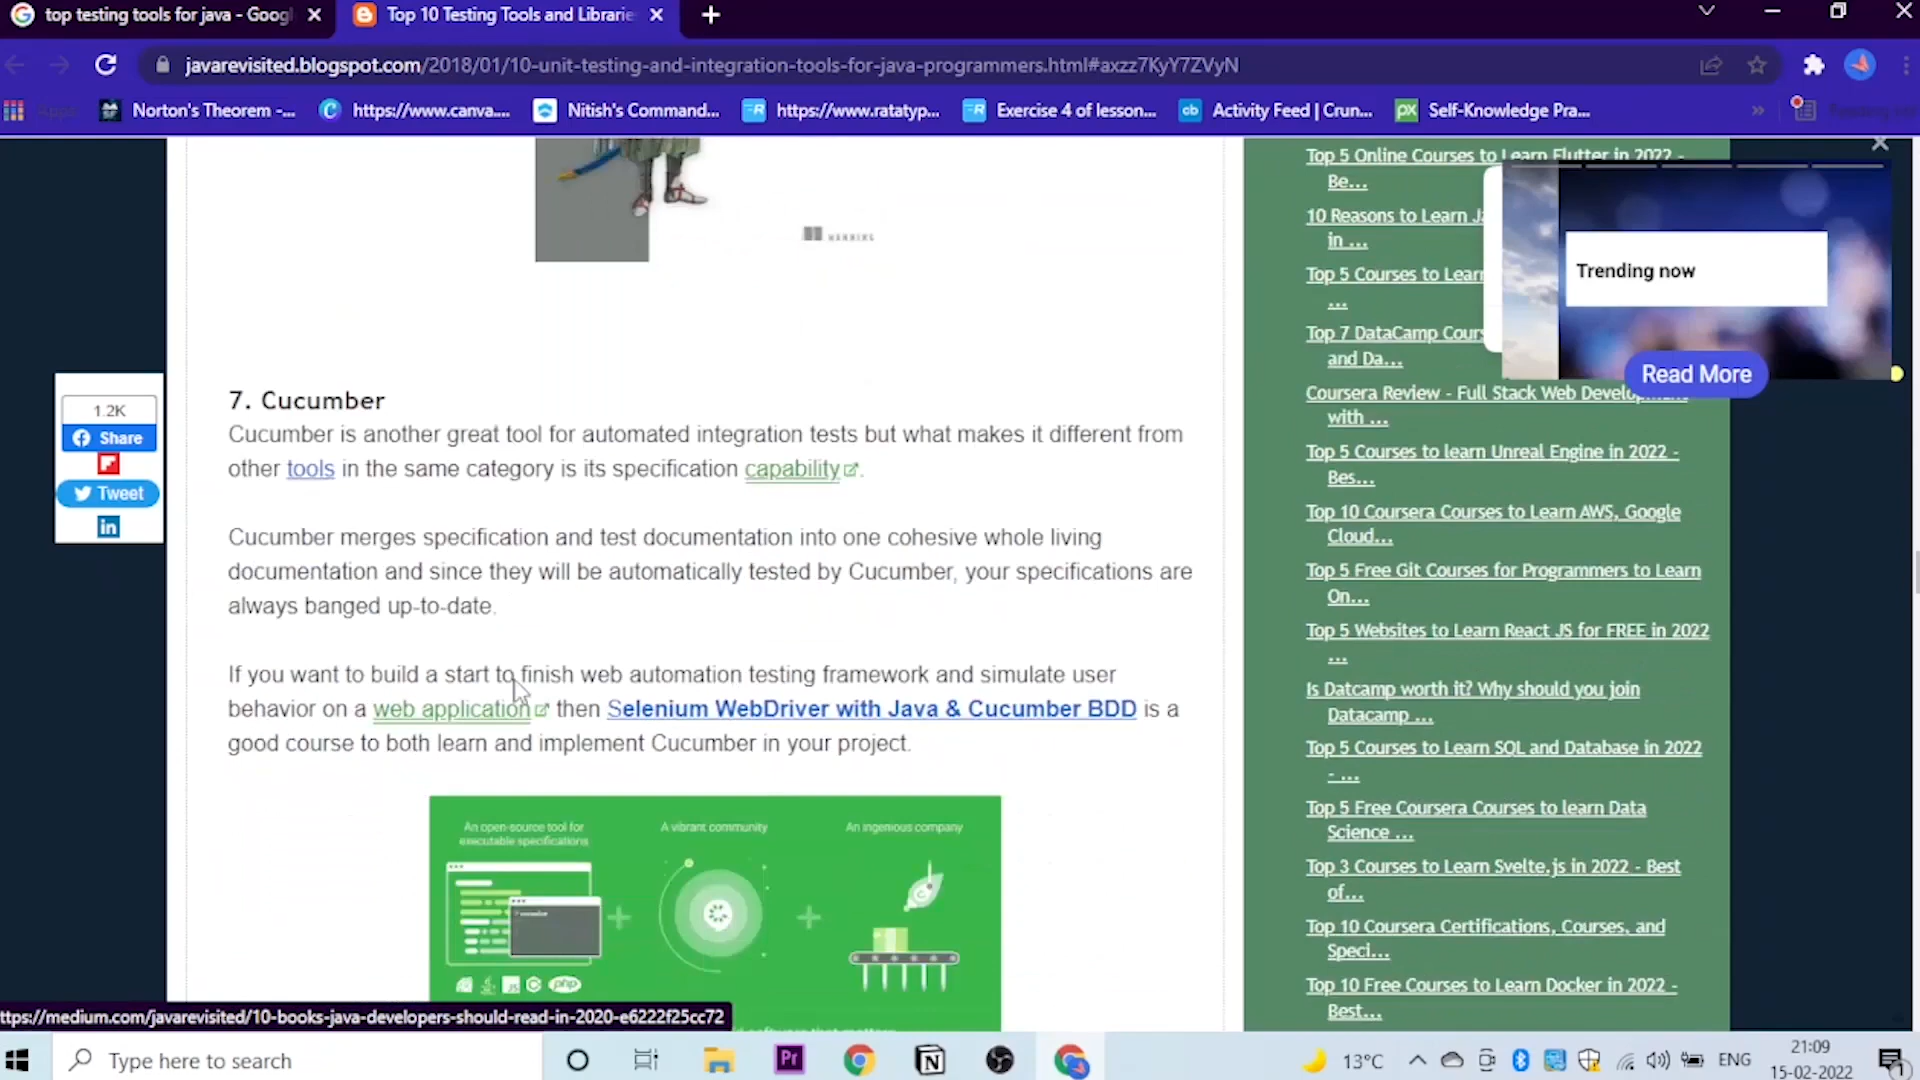 top testing tools for java - Goog
Top 10 Testing Tools and Librarie
javarevisited.blogspot.com/2018/01/10-unit-testing-and-integration-tools-for-java-programmers.html#axzz7KyY7ZVyN
Apps
Norton's Theorem -...
https://www.canva....
Nitish's Command...
https://www.ratatyp...
Exercise 4 of lesson...
Activity Feed | Crun...
Self-Knowledge Pra...
MANNING
7. Cucumber
Cucumber is another great tool for automated integration tests but what makes it different from
other tools in the same category is its specification capability.
Cucumber merges specification and test documentation into one cohesive whole living
documentation and since they will be automatically tested by Cucumber, your specifications are
always banged up-to-date.
If you want to build a start to finish web automation testing framework and simulate user
behavior on a web application then Selenium WebDriver with Java & Cucumber BDD is a
good course to both learn and implement Cucumber in your project.
An open-source tool for
executable specifications
A vibrant community
An ingenious company
php
1.2K
Share
Tweet
in
Top 5 Online Courses to Learn Flutter in 2022 -
Be...
10 Reasons to Learn
in ...
Top 5 Courses to Learn
...
Top 7 DataCamp
and Da...
Coursera Review - Full Stack Web Development
with ...
Top 5 Courses to learn Unreal Engine in 2022 -
Bes...
Top 10 Coursera Courses to Learn AWS, Google
Cloud...
Top 5 Free Git Courses for Programmers to Learn
On...
Top 5 Websites to Learn React JS for FREE in 2022
...
Is Datcamp worth it? Why should you join
Datacamp ...
Top 5 Courses to Learn SQL and Database in 2022
- ...
Top 5 Free Coursera Courses to learn Data
Science ...
Top 3 Courses to Learn Svelte.js in 2022 - Best
of...
Top 10 Coursera Certifications, Courses, and
Speci...
Top 10 Free Courses to Learn Docker in 2022 -
Best...
Trending now
Read More
ttps://medium.com/javarevisited/10-books-java-developers-should-read-in-2020-e6222f25cc72
Type here to search
Pr
13°C
ENG
21:09
15-02-2022
1